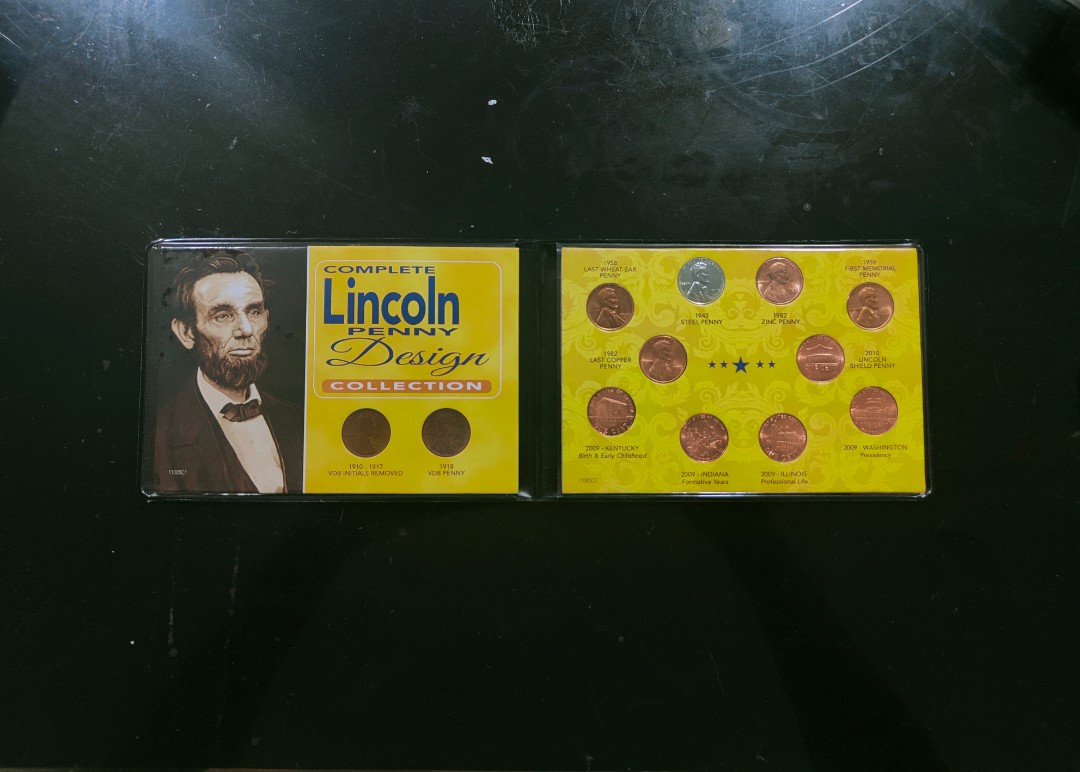 COMPLETE
Lincoln
PENNY
Design
COLLECTION
1910 - 1917
VDB INITIALS REMOVED
1918
VDB PENNY
1958
LAST WHEAT EAR
PENNY
1943
STEEL PENNY
1982
ZINC PENNY
1959
FIRST MEMORIAL
PENNY
1982
LAST COPPER
PENNY
2010
LINCOLN
SHIELD PENNY
2009 - KENTUCKY
Birth & Early Childhood
2009 - INDIANA
Formative Years
2009 - ILLINOIS
Professional Life
2009 - WASHINGTON
Presidency